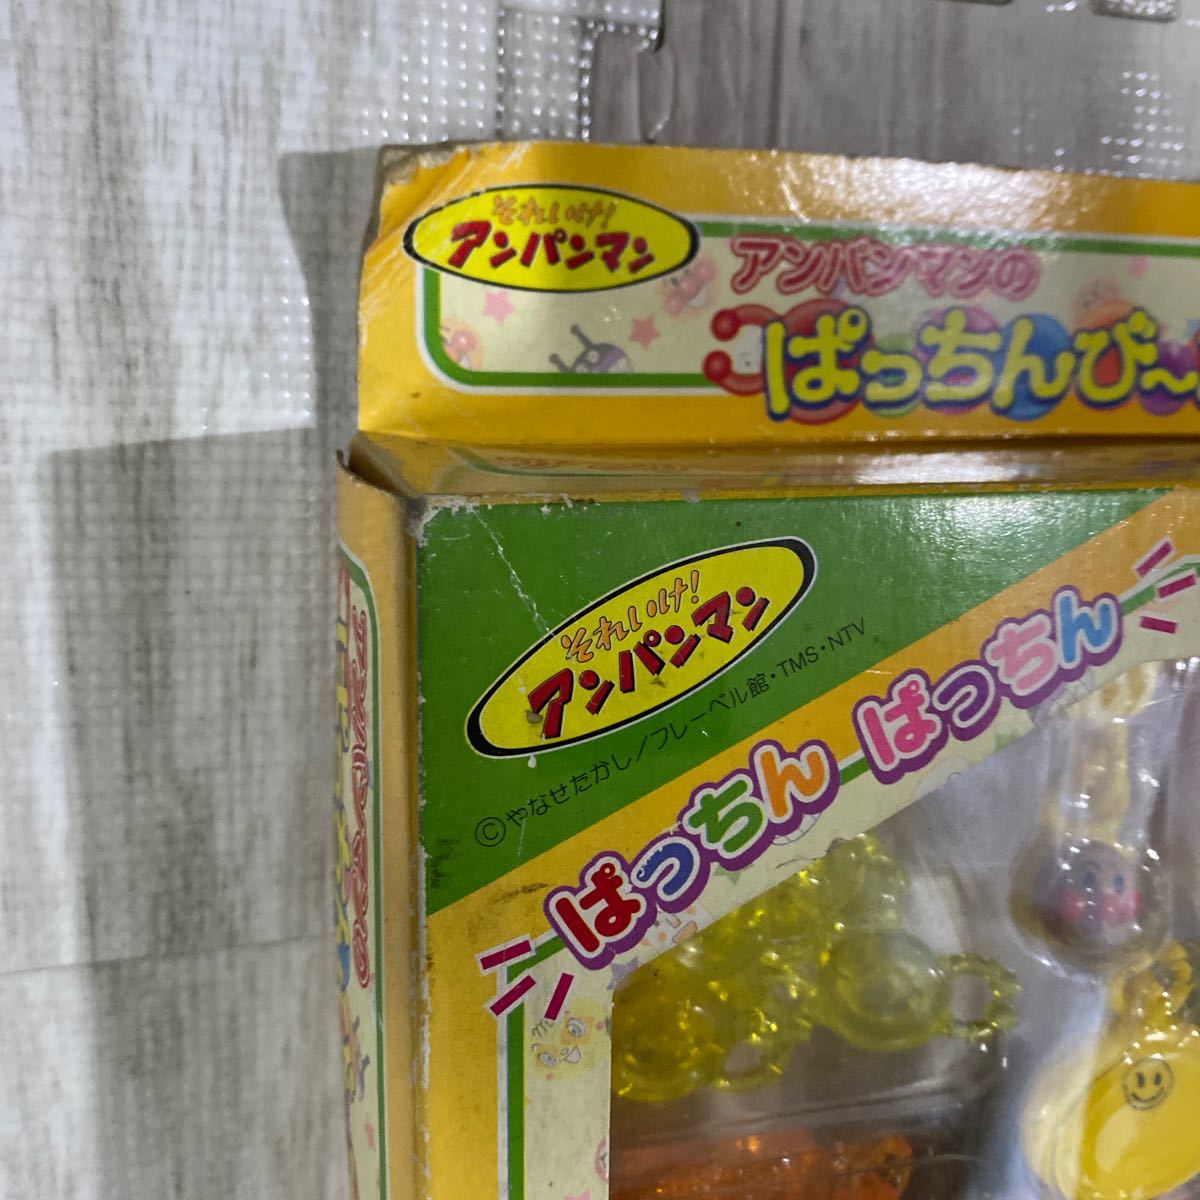 それいけ!
アンパンマン
アンパンマンの
ぱっちんび〜
それいけ!
アンパンマン
©やなせたかし/フレーベル館・TMS・NTV
ぱっちん ぱっちん